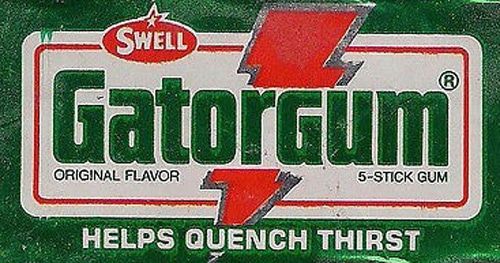 SWELL
GatorGum®
ORIGINAL FLAVOR
5-STICK GUM
HELPS QUENCH THIRST